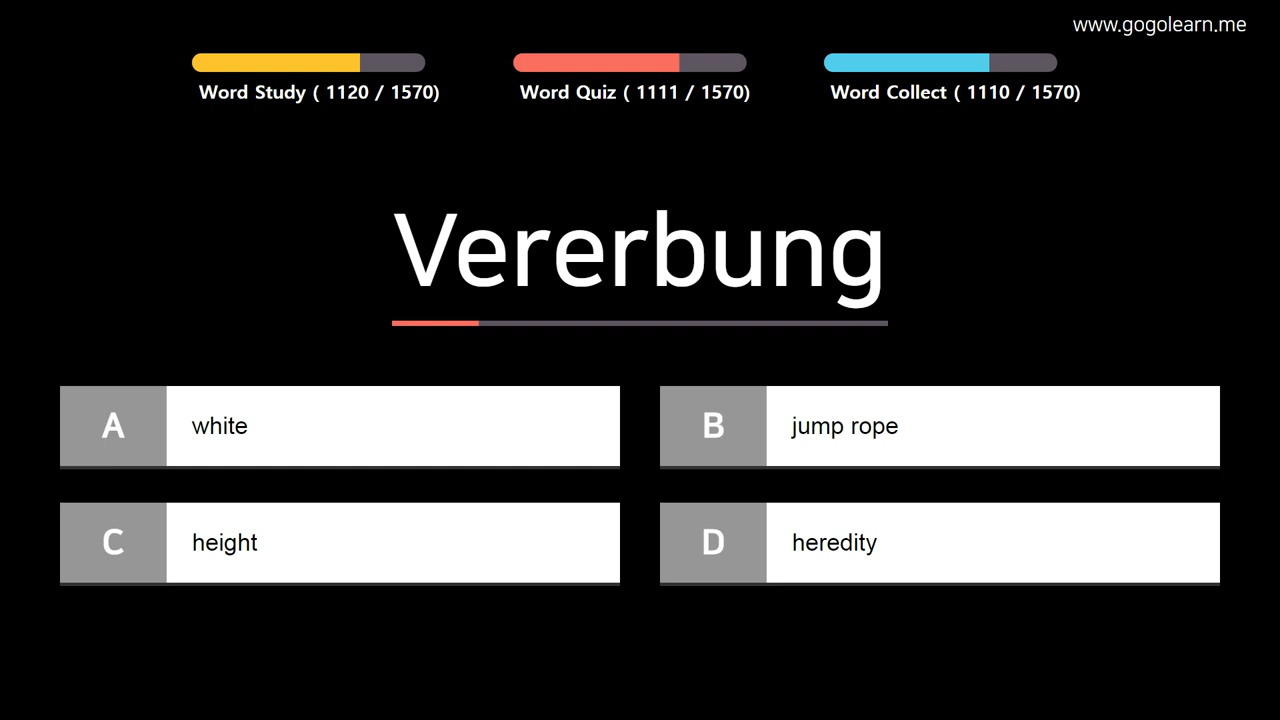 www.gogolearn.me
Word Study ( 1120 / 1570)
Word Quiz ( 1111 / 1570)
Word Collect ( 1110 / 1570)
Vererbung
A white
B jump rope
C height
D heredity